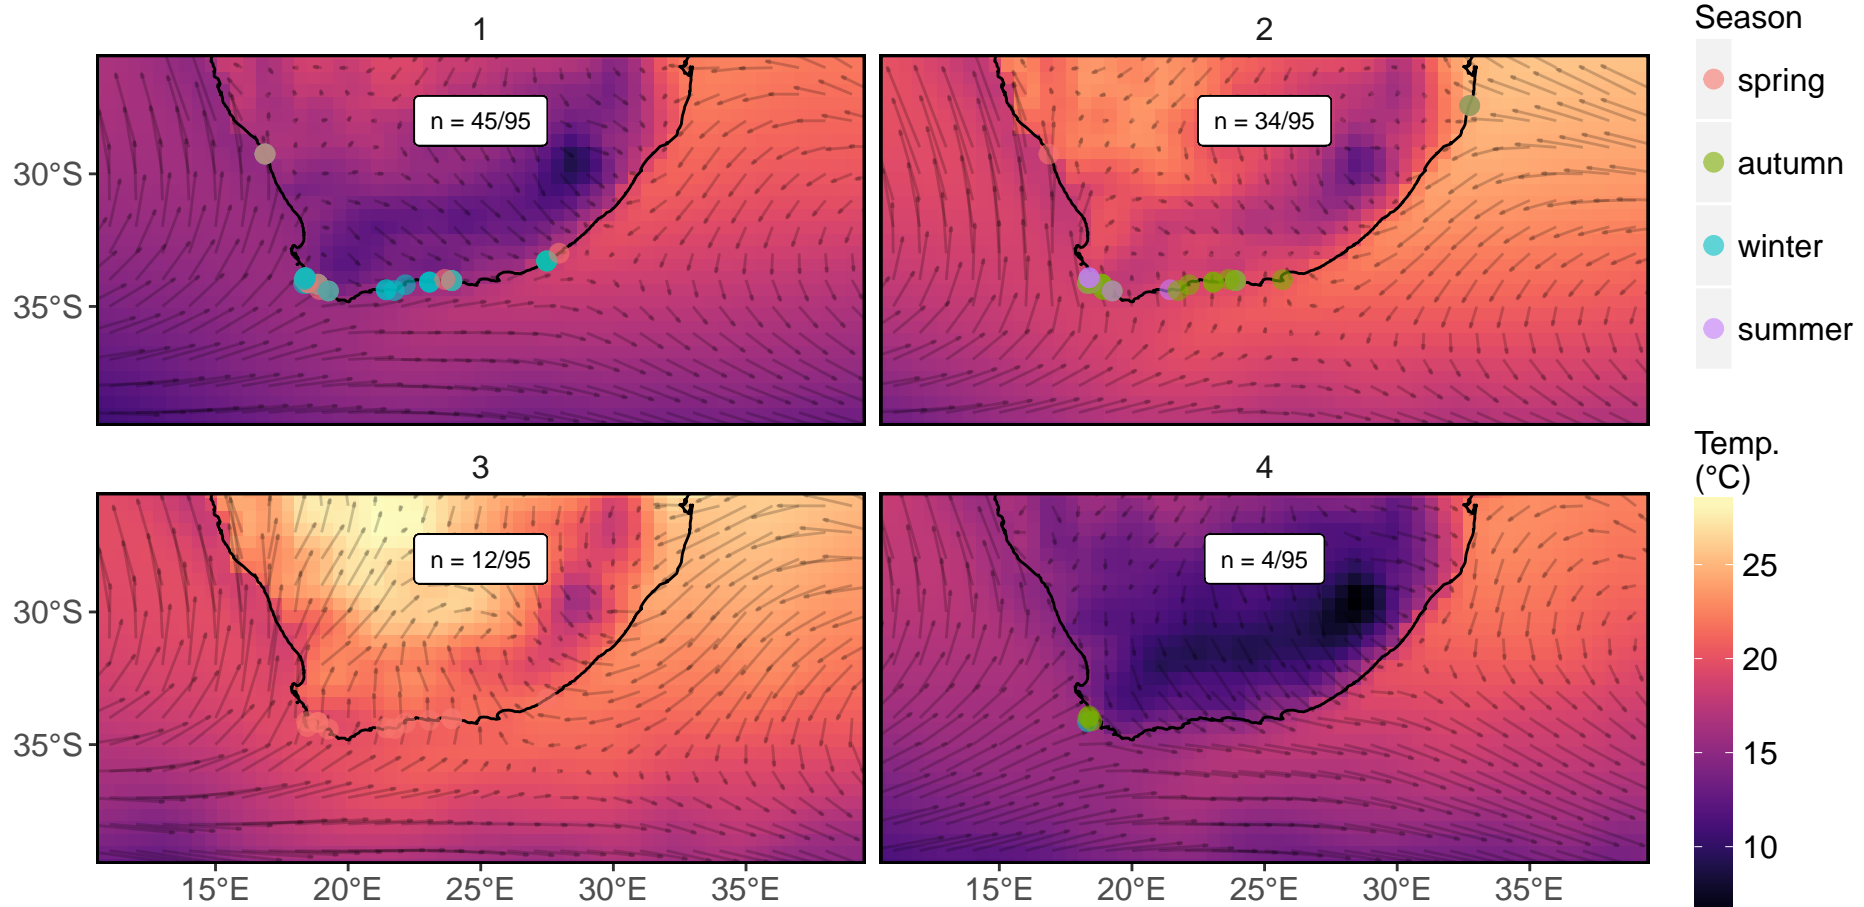 1
2
n = 45/95
n = 34/95
30°S
35°S
3
4
n = 12/95
n = 4/95
30°S
35°S
15°E
20°E
25°E
30°E
35°E
15°E
20°E
25°E
30°E
35°E
Season
spring
autumn
winter
summer
Temp.
(°C)
25
20
15
10